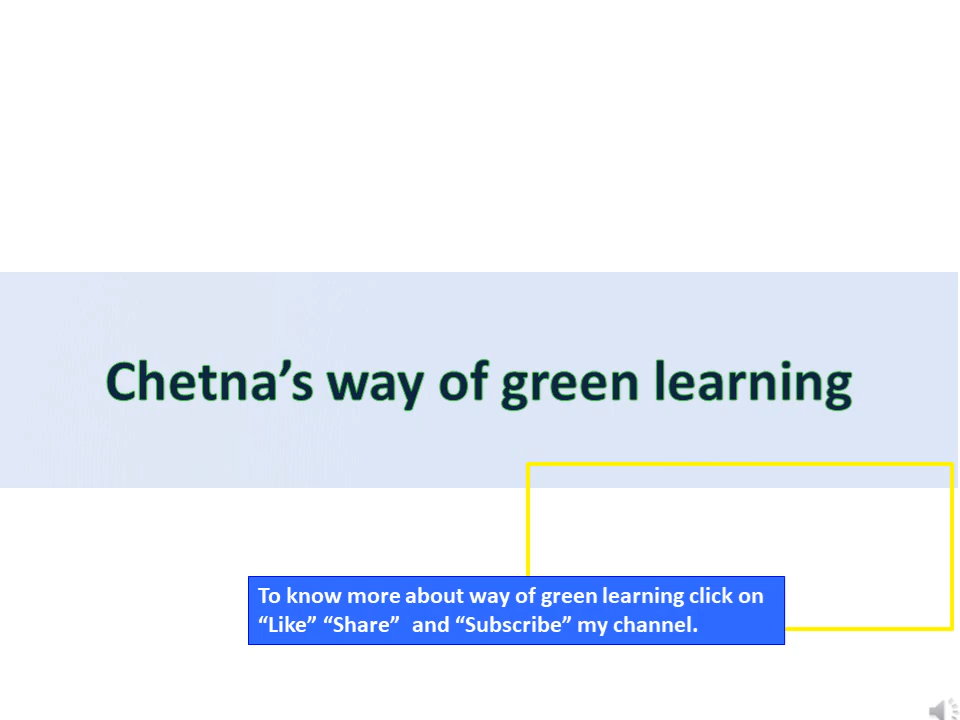 Chetna’s way of green learning
To know more about way of green learning click on
“Like” “Share”  and “Subscribe” my channel.